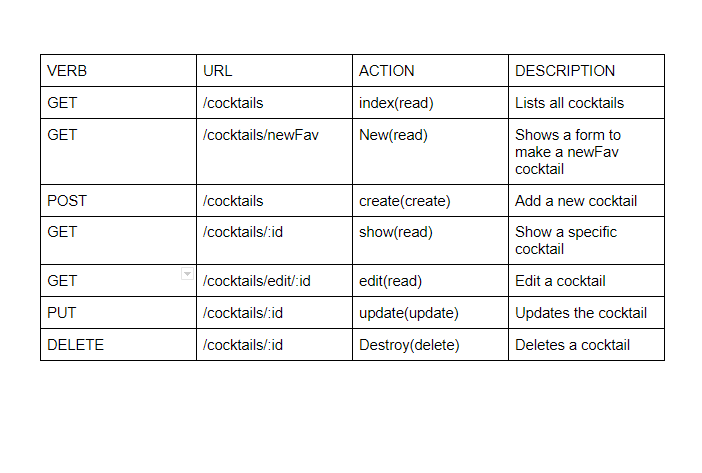 VERB URL ACTION DESCRIPTION
GET /cocktails index(read) Lists all cocktails
GET /cocktails/newFav New(read) Shows a form to
make a newFav
cocktail
POST /cocktails create(create) Add a new cocktail
GET /cocktails/:id show(read) Show a specific
cocktail
GET /cocktails/edit/:id edit(read) Edit a cocktail
PUT /cocktails/:id update(update) Updates the cocktail
DELETE /cocktails/:id Destroy(delete) Deletes a cocktail